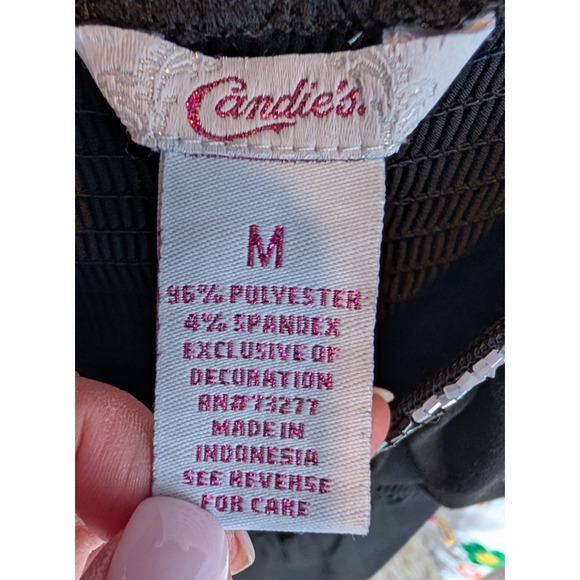 Candie's.
M
96% POLYESTER
4% SPANDEX
EXCLUSIVE OF
DECORATION
RN# 73277
MADE IN
INDONESIA
SEE REVERSE
FOR CARE